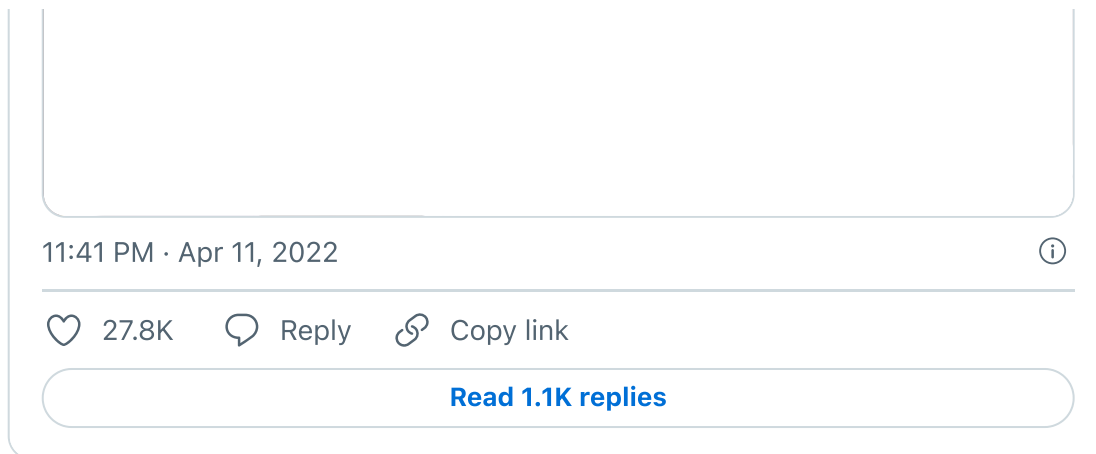 11:41 PM · Apr 11, 2022
27.8K Reply Copy link
Read 1.1K replies